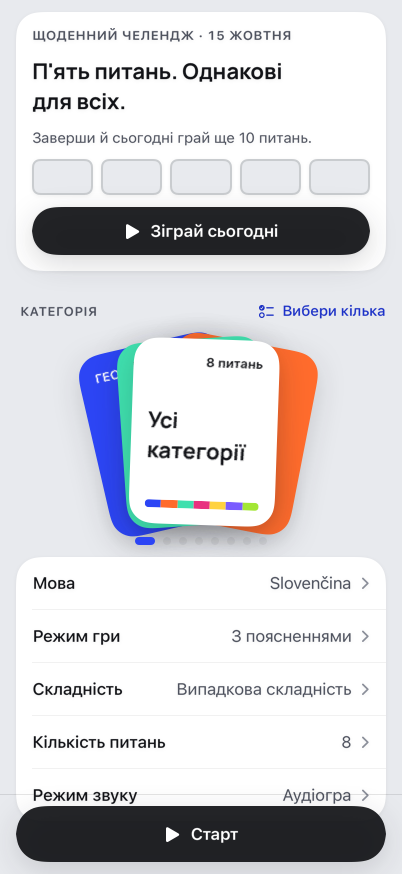 ЩОДЕННИЙ ЧЕЛЕНДЖ · 15 ЖОВТНЯ
П'ять питань. Однакові
для всіх.
Заверши й сьогодні грай ще 10 питань.
Зіграй сьогодні
КАТЕГОРІЯ
Вибери кілька
8 питань
Усі
категорії
Мова
Slovenčina
Режим гри
З поясненнями
Складність
Випадкова складність
Кількість питань
8
Режим звуку
Аудіогра
Старт